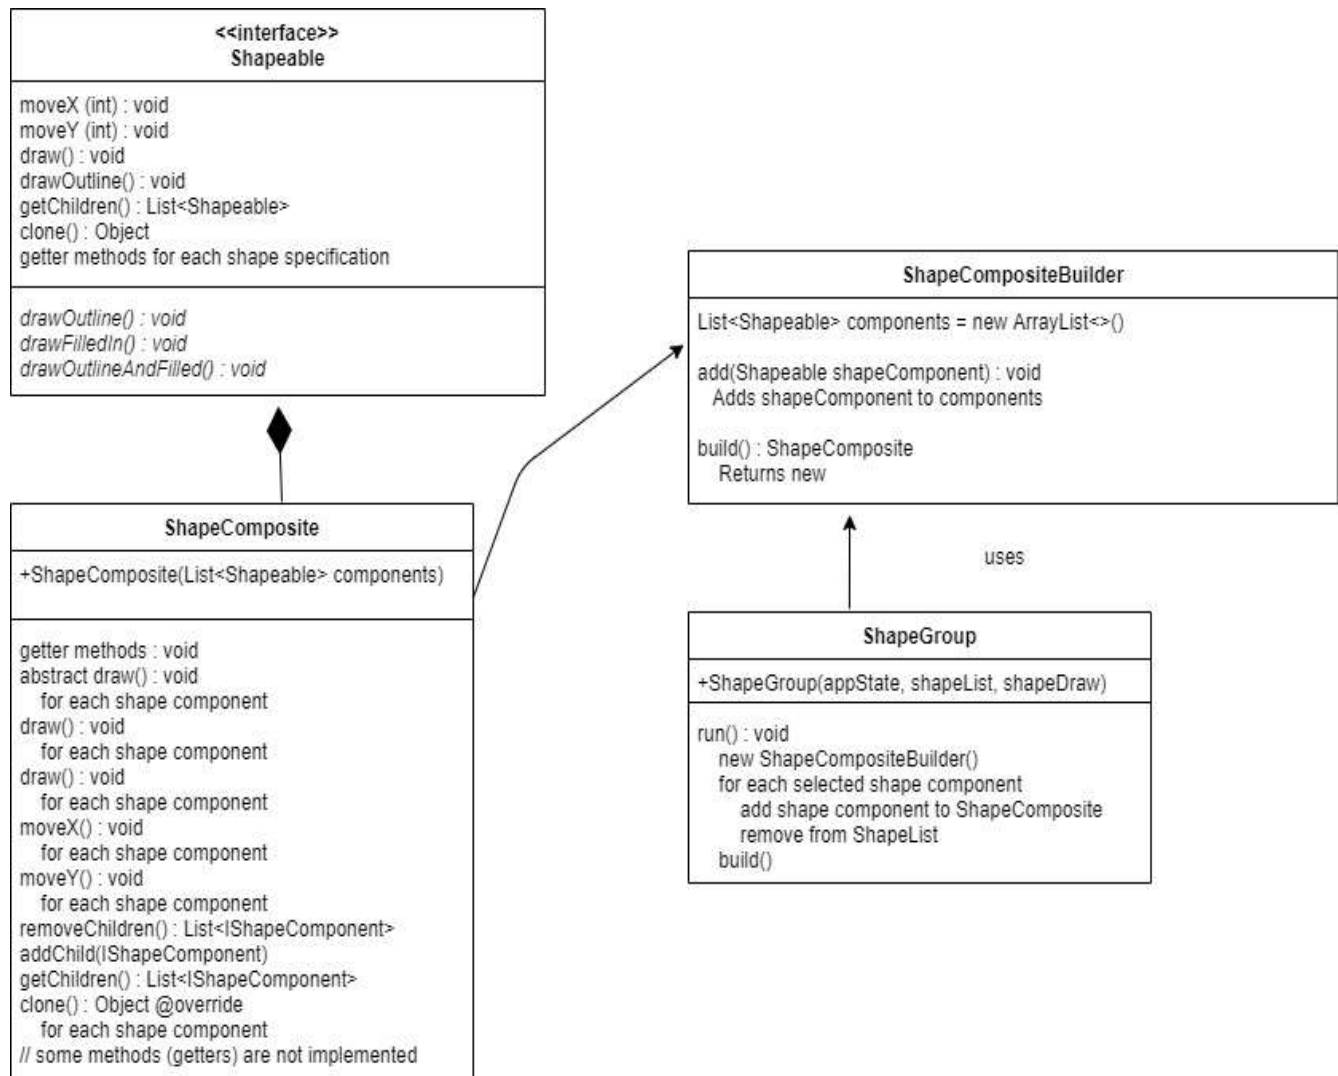 <<interface>>
Shapeable
moveX (int) : void
moveY (int) : void
draw() : void
drawOutline() : void
getChildren() : List<Shapeable>
clone() : Object
getter methods for each shape specification
drawOutline() : void
drawFilledIn() : void
drawOutlineAndFilled() : void
ShapeComposite
+ShapeComposite(List<Shapeable> components)
getter methods : void
abstract draw() : void
for each shape component
draw() : void
for each shape component
draw() : void
for each shape component
moveX() : void
for each shape component
moveY() : void
for each shape component
removeChildren() : List<IShapeComponent>
addChild(IShapeComponent)
getChildren() : List<IShapeComponent>
clone() : Object @override
for each shape component
// some methods (getters) are not implemented
ShapeCompositeBuilder
List<Shapeable> components = new ArrayList<>()
add(Shapeable shapeComponent) : void
Adds shapeComponent to components
build() : ShapeComposite
Returns new
uses
ShapeGroup
+ShapeGroup(appState, shapeList, shapeDraw)
run() : void
new ShapeCompositeBuilder()
for each selected shape component
add shape component to ShapeComposite
remove from ShapeList
build()